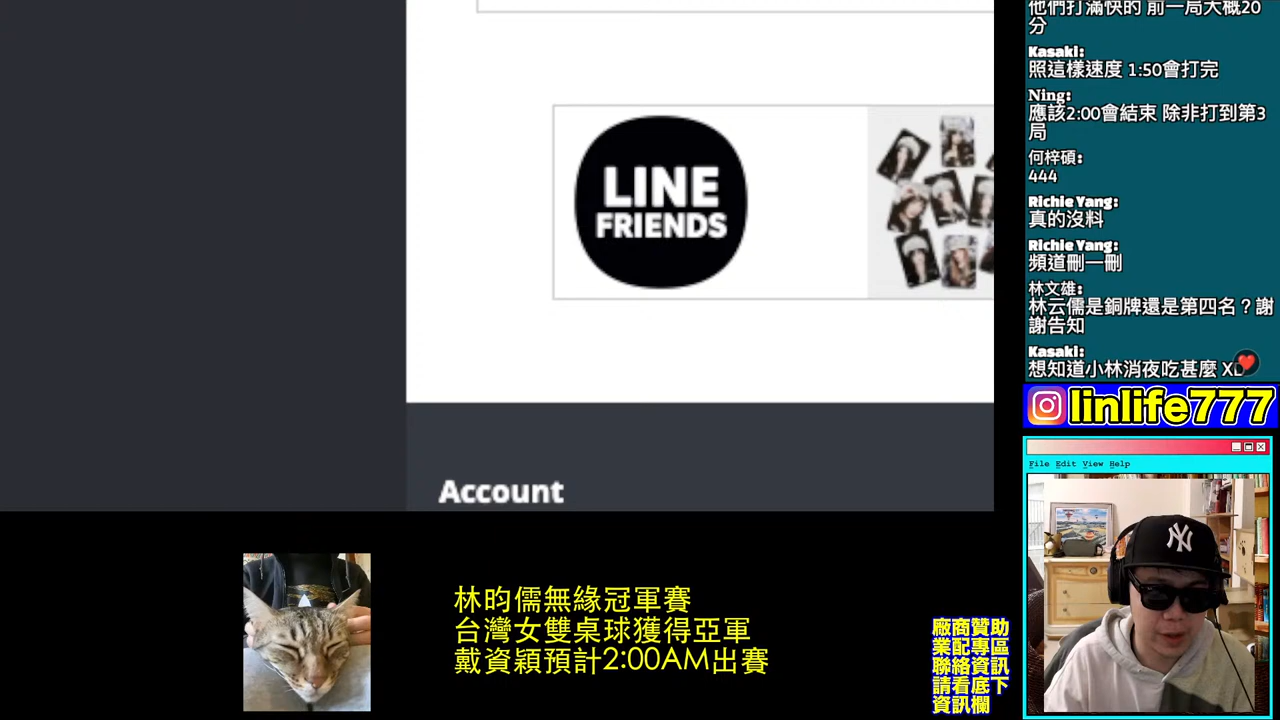 他們打滿快的 前一局大概20
分
Kasaki:
照這樣速度 1:50會打完
Ning:
應該2:00會結束 除非打到第3
局
何梓碩:
444
Richie Yang:
真的沒料
Richie Yang:
頻道刪一刪
林文雄:
林云儒是銅牌還是第四名？謝
謝告知
Kasaki:
想知道小林消夜吃甚麼 XD
LINE
FRIENDS
Account
linlife777
File Edit View Help
NY
林昀儒無緣冠軍賽
台灣女雙桌球獲得亞軍
戴資穎預計2:00AM出賽
廠商贊助
業配專區
聯絡資訊
請看底下
資訊欄